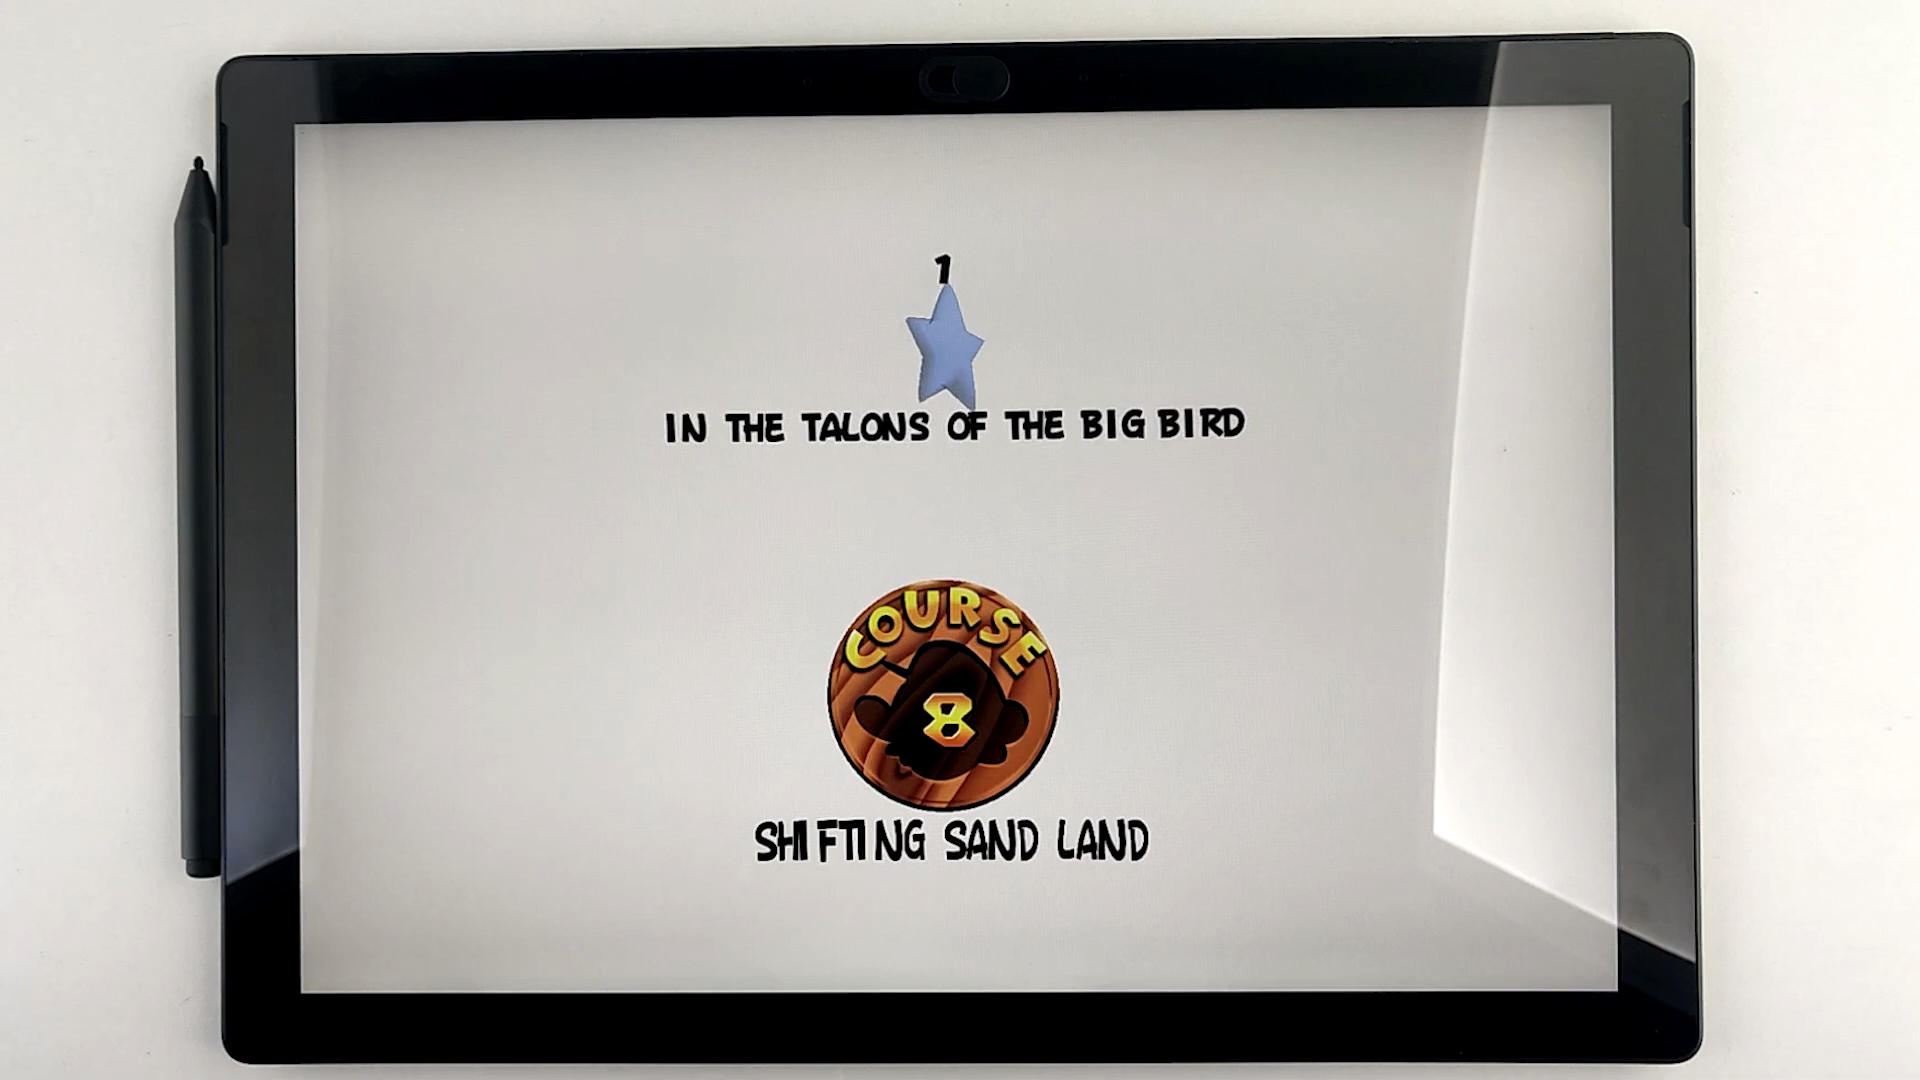 1
IN THE TALONS OF THE BIG BIRD
COURSE
8
SHIFTING SAND LAND